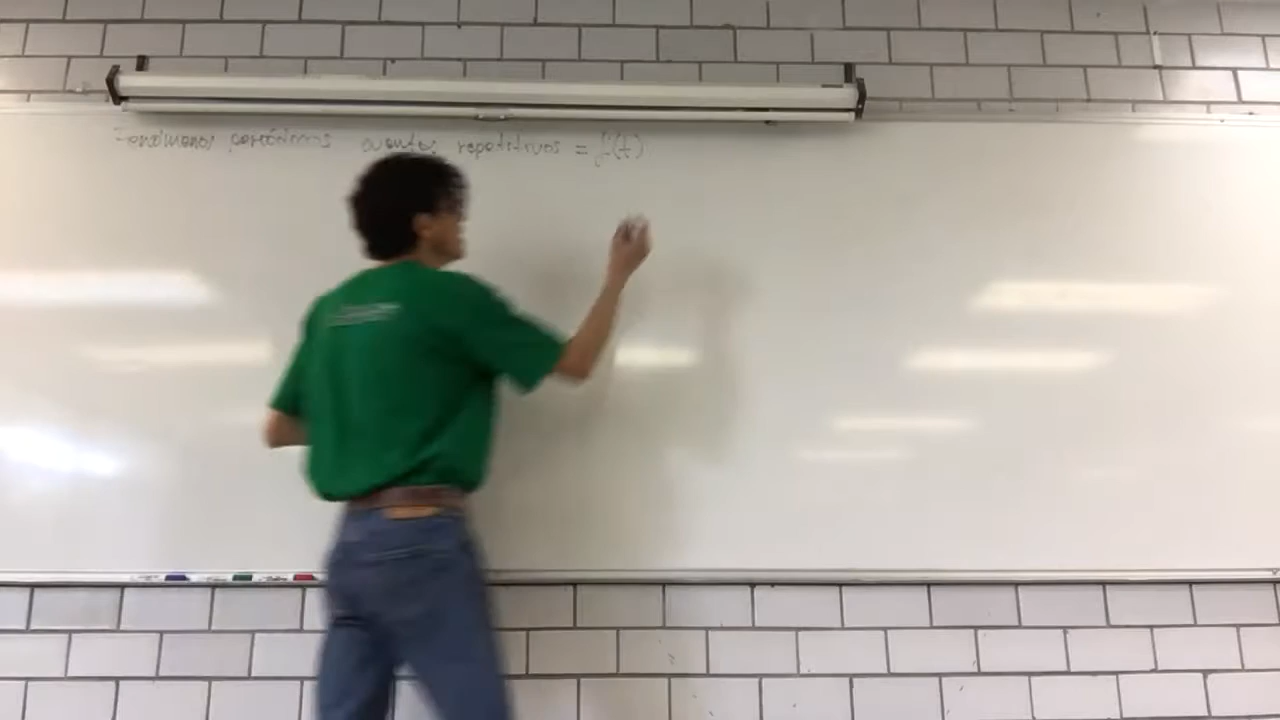 Fenómenos periódicos eventos repetitivos = f(t)